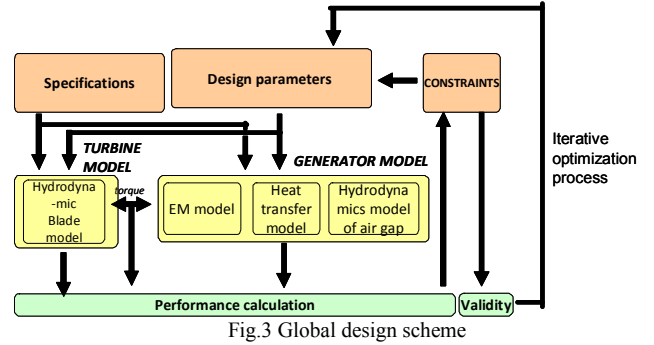 Specifications
Design parameters
CONSTRAINTS
TURBINE
MODEL
GENERATOR MODEL
Iterative
optimization
process
Hydrodyna
-mic
Blade
model
torque
EM model
Heat
transfer
model
Hydrodyna
mics model
of air gap
Performance calculation
Validity
Fig.3 Global design scheme